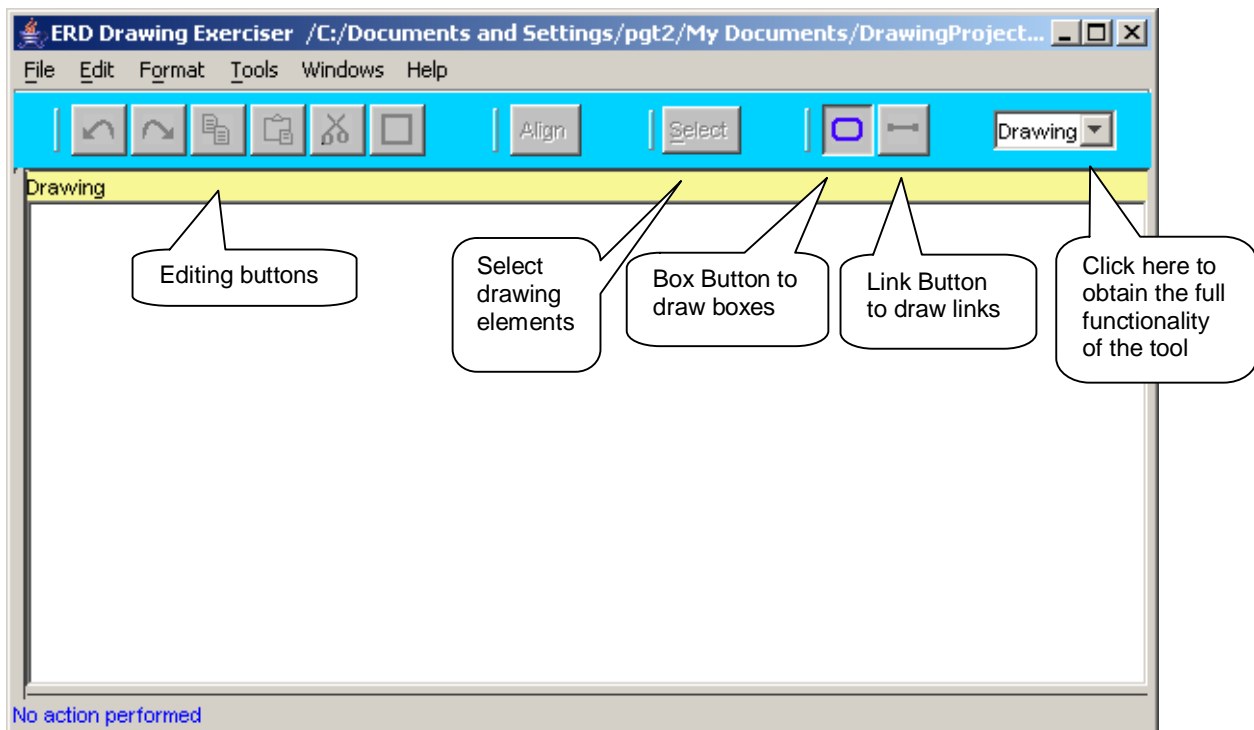 ERD Drawing Exerciser /C:/Documents and Settings/pgt2/My Documents/DrawingProject...
File Edit Format Tools Windows Help
Align Select Drawing
Drawing
Editing buttons
Select
drawing
elements
Box Button to
draw boxes
Link Button
to draw links
Click here to
obtain the full
functionality
of the tool
No action performed